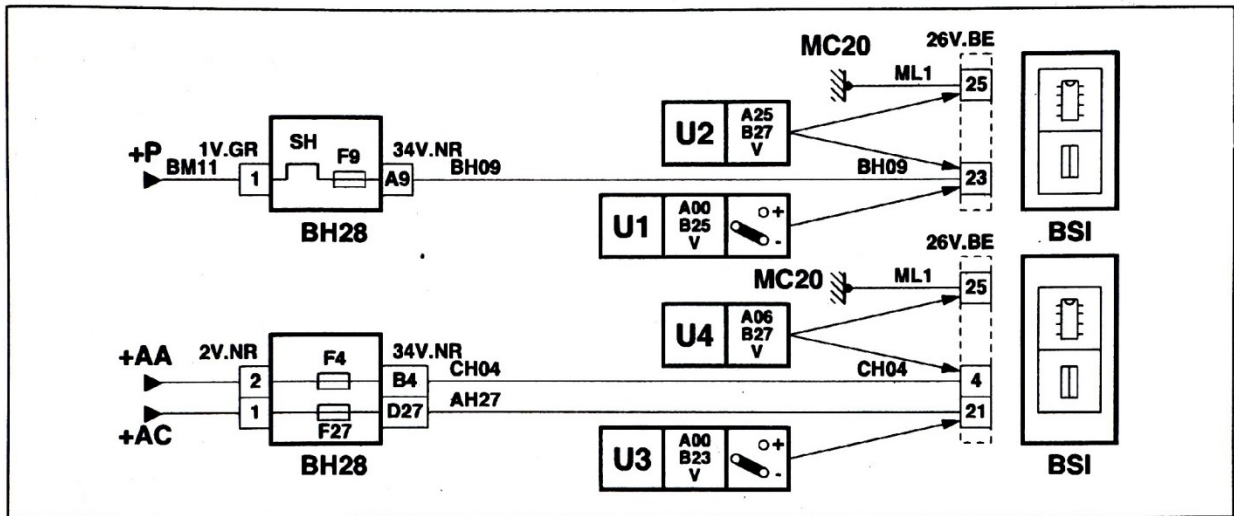 MC20 26V.BE
ML1 25
U2 A25 B27 V
+P BM11 1V.GR 1 SH F9 34V.NR A9 BH09 BH09 23
BH28
U1 A00 B25 V + -
BSI
26V.BE
MC20 ML1 25
U4 A06 B27 V
+AA 2V.NR 2 F4 34V.NR B4 CH04 CH04 4
+AC 1 F27 D27 AH27 21
BH28
U3 A00 B23 V + -
BSI